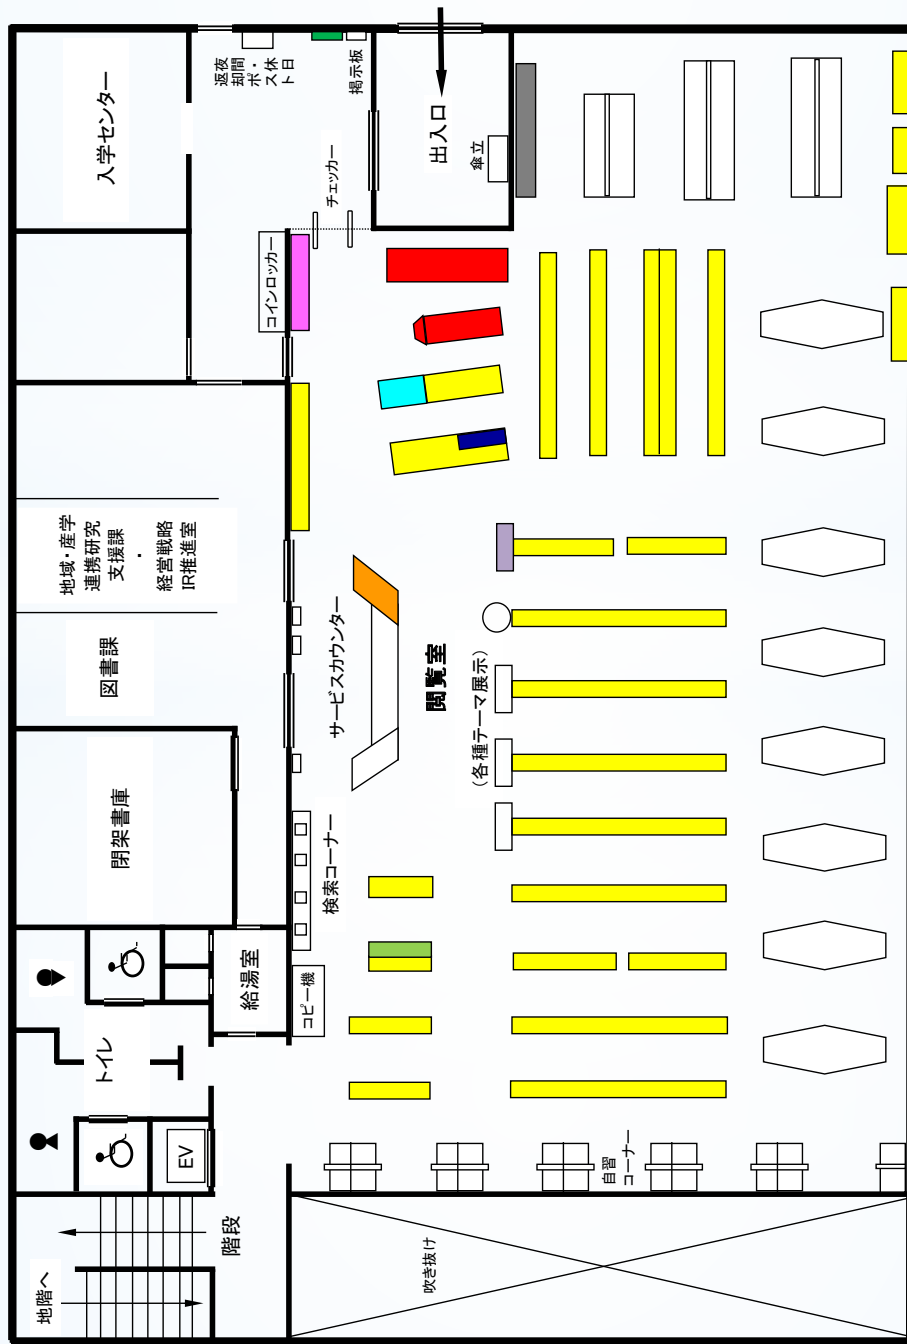 地階へ
階段
EV
トイレ
給湯室
閉架書庫
図書課
地域・産学
連携研究
支援課
・
経営戦略
IR推進室
入学センター
夜間・休日
返却ポスト
掲示板
コインロッカー
チェッカー
出入口
傘立
コピー機
検索コーナー
サービスカウンター
閲覧室
(各種テーマ展示)
吹き抜け
自習
コーナー